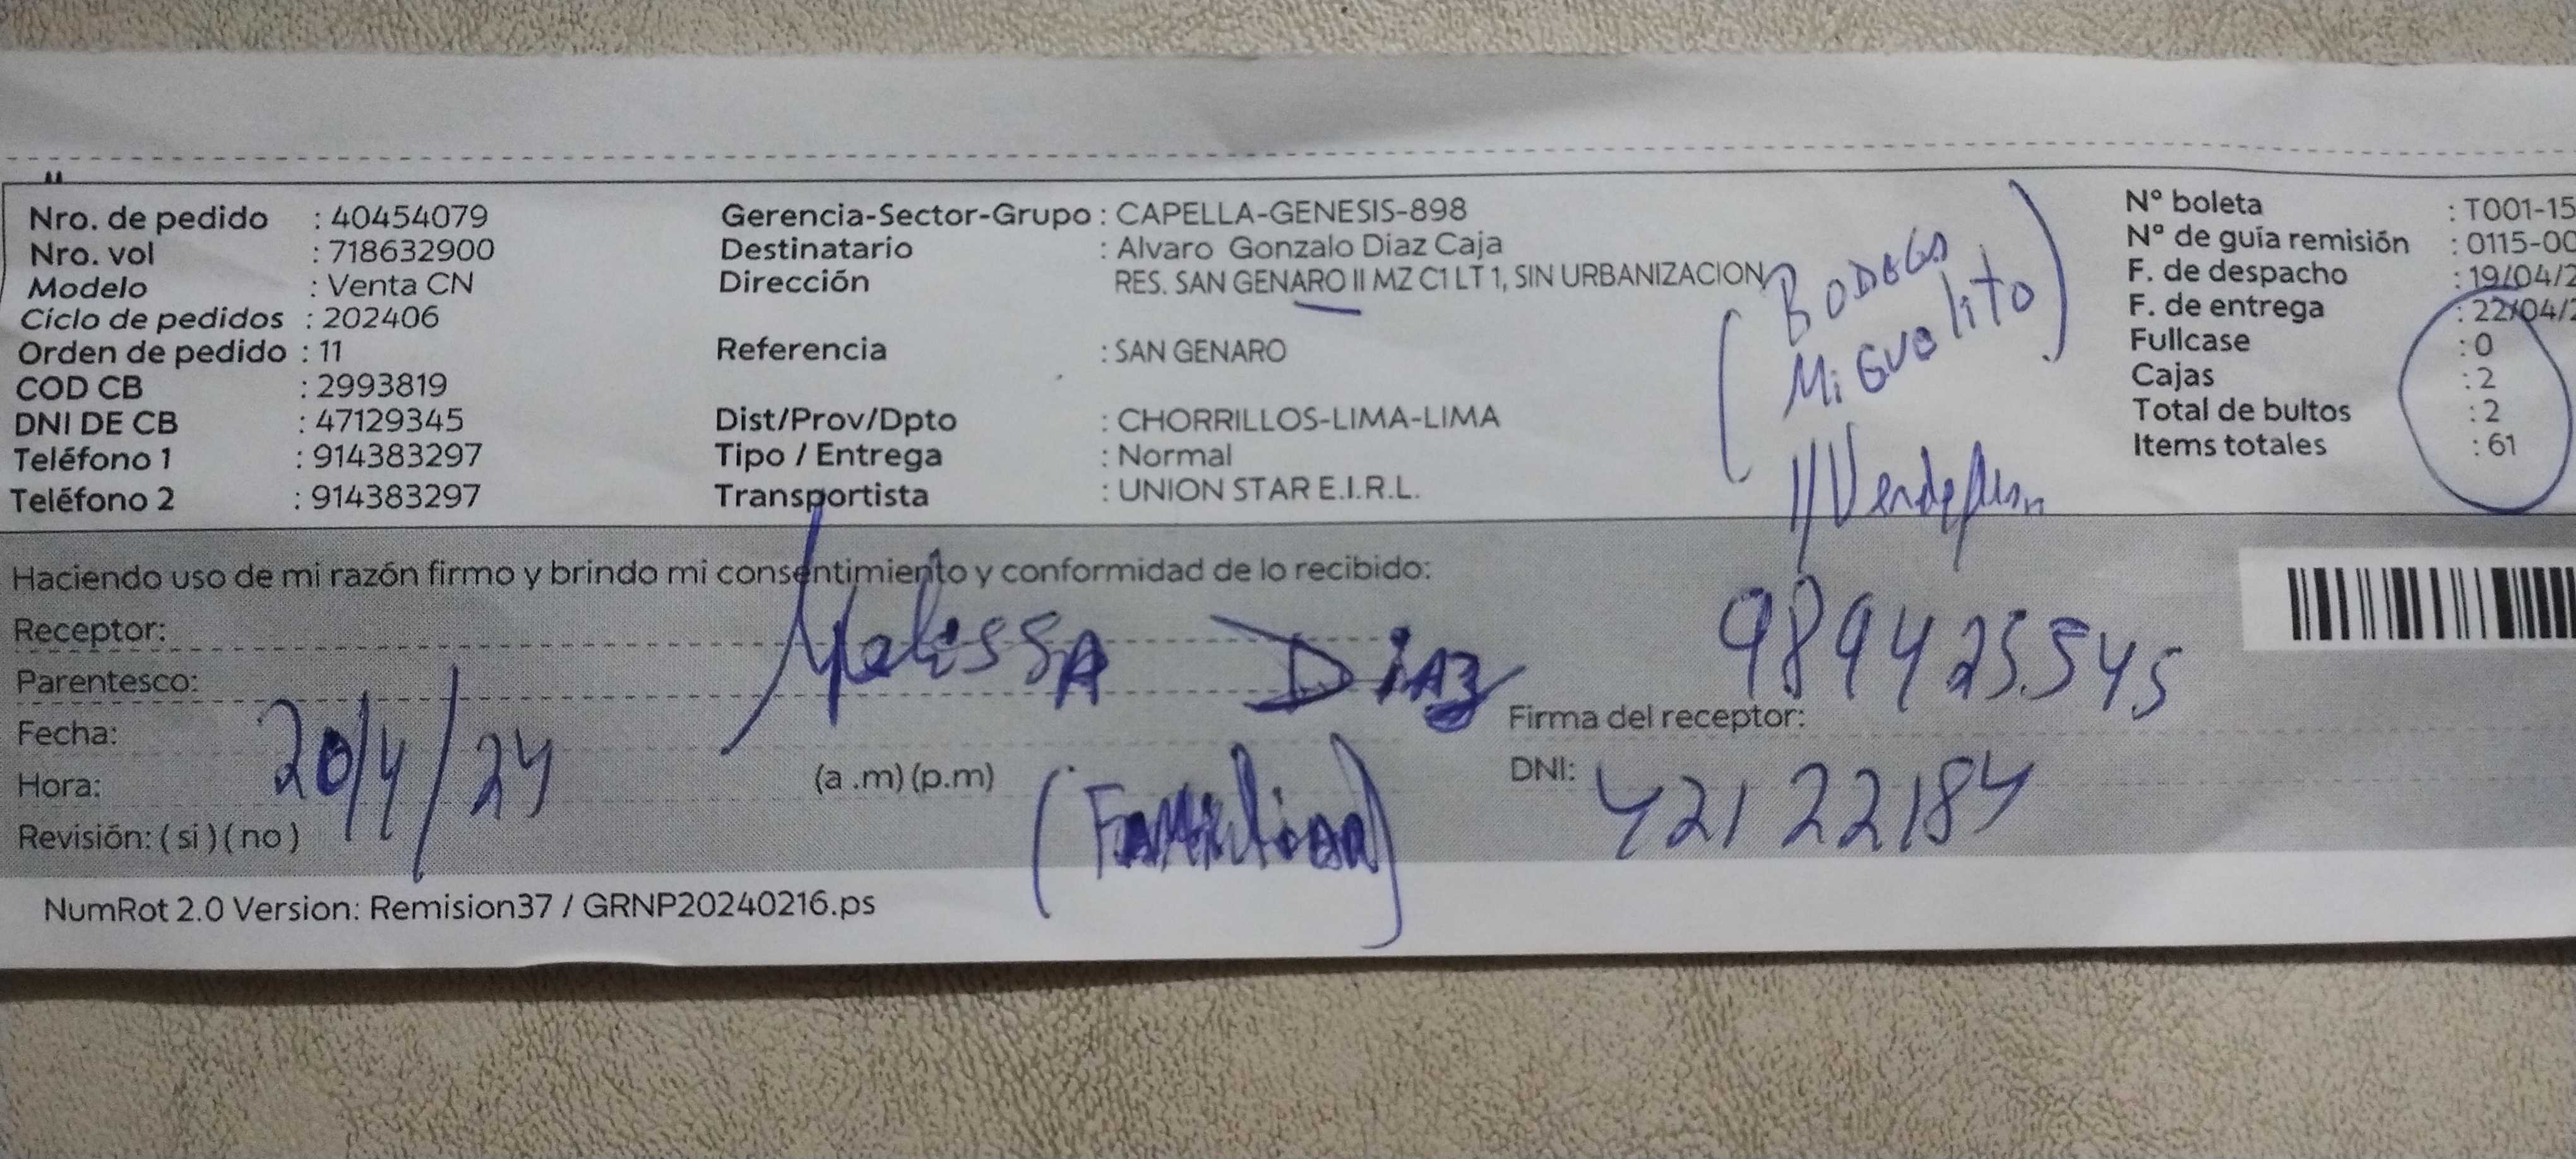 Nro. de pedido : 40454079
Nro. vol : 718632900
Modelo : Venta CN
Ciclo de pedidos : 202406
Orden de pedido : 11
COD CB : 2993819
DNI DE CB : 47129345
Teléfono 1 : 914383297
Teléfono 2 : 914383297
Gerencia-Sector-Grupo : CAPELLA-GENESIS-898
Destinatario : Alvaro Gonzalo Diaz Caja
Dirección RES. SAN GENARO II MZ C1 LT 1, SIN URBANIZACION
Referencia : SAN GENARO
Dist/Prov/Dpto : CHORRILLOS-LIMA-LIMA
Tipo / Entrega : Normal
Transportista : UNION STAR E.I.R.L.
(BODEGA
MiGUELito)
N° boleta : T001-15
N° de guía remisión : 0115-00
F. de despacho : 19/04/2
F. de entrega : 22/04/2
Fullcase : 0
Cajas : 2
Total de bultos : 2
Items totales : 61
Haciendo uso de mi razón firmo y brindo mi consentimiento y conformidad de lo recibido:
Receptor: Melissa Diaz
989425545
Parentesco:
Fecha: 20/4/24
Firma del receptor:
Hora: (a .m) (p.m)
DNI: 42122184
Revisión: ( si ) ( no )
NumRot 2.0 Version: Remision37 / GRNP20240216.ps